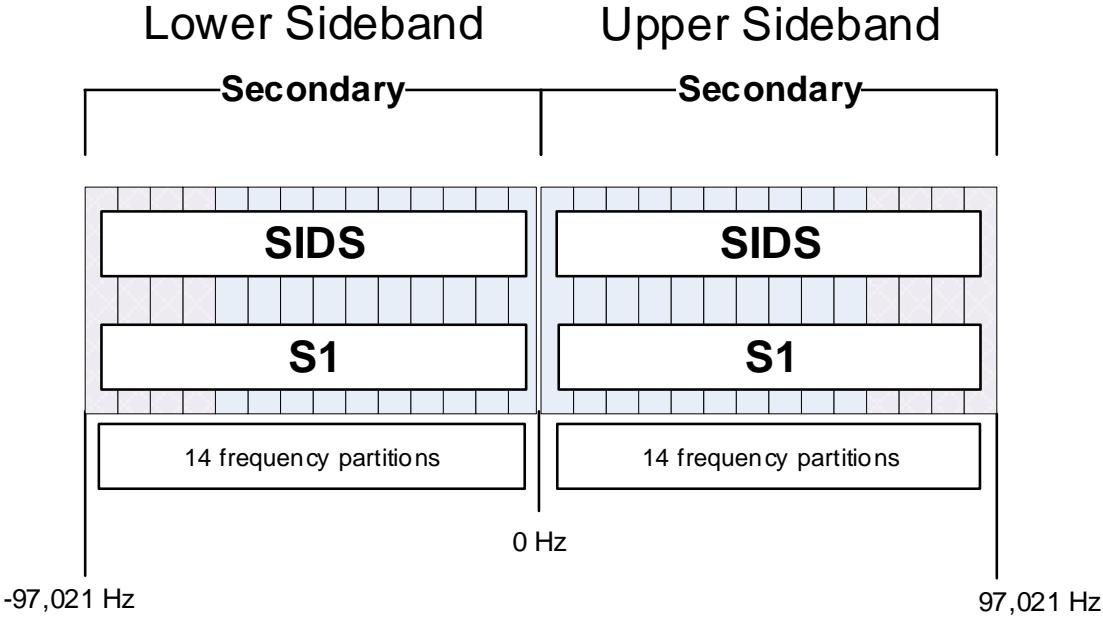 Lower Sideband Upper Sideband
Secondary Secondary
SIDS SIDS
S1 S1
14 frequency partitions 14 frequency partitions
0 Hz
-97,021 Hz 97,021 Hz